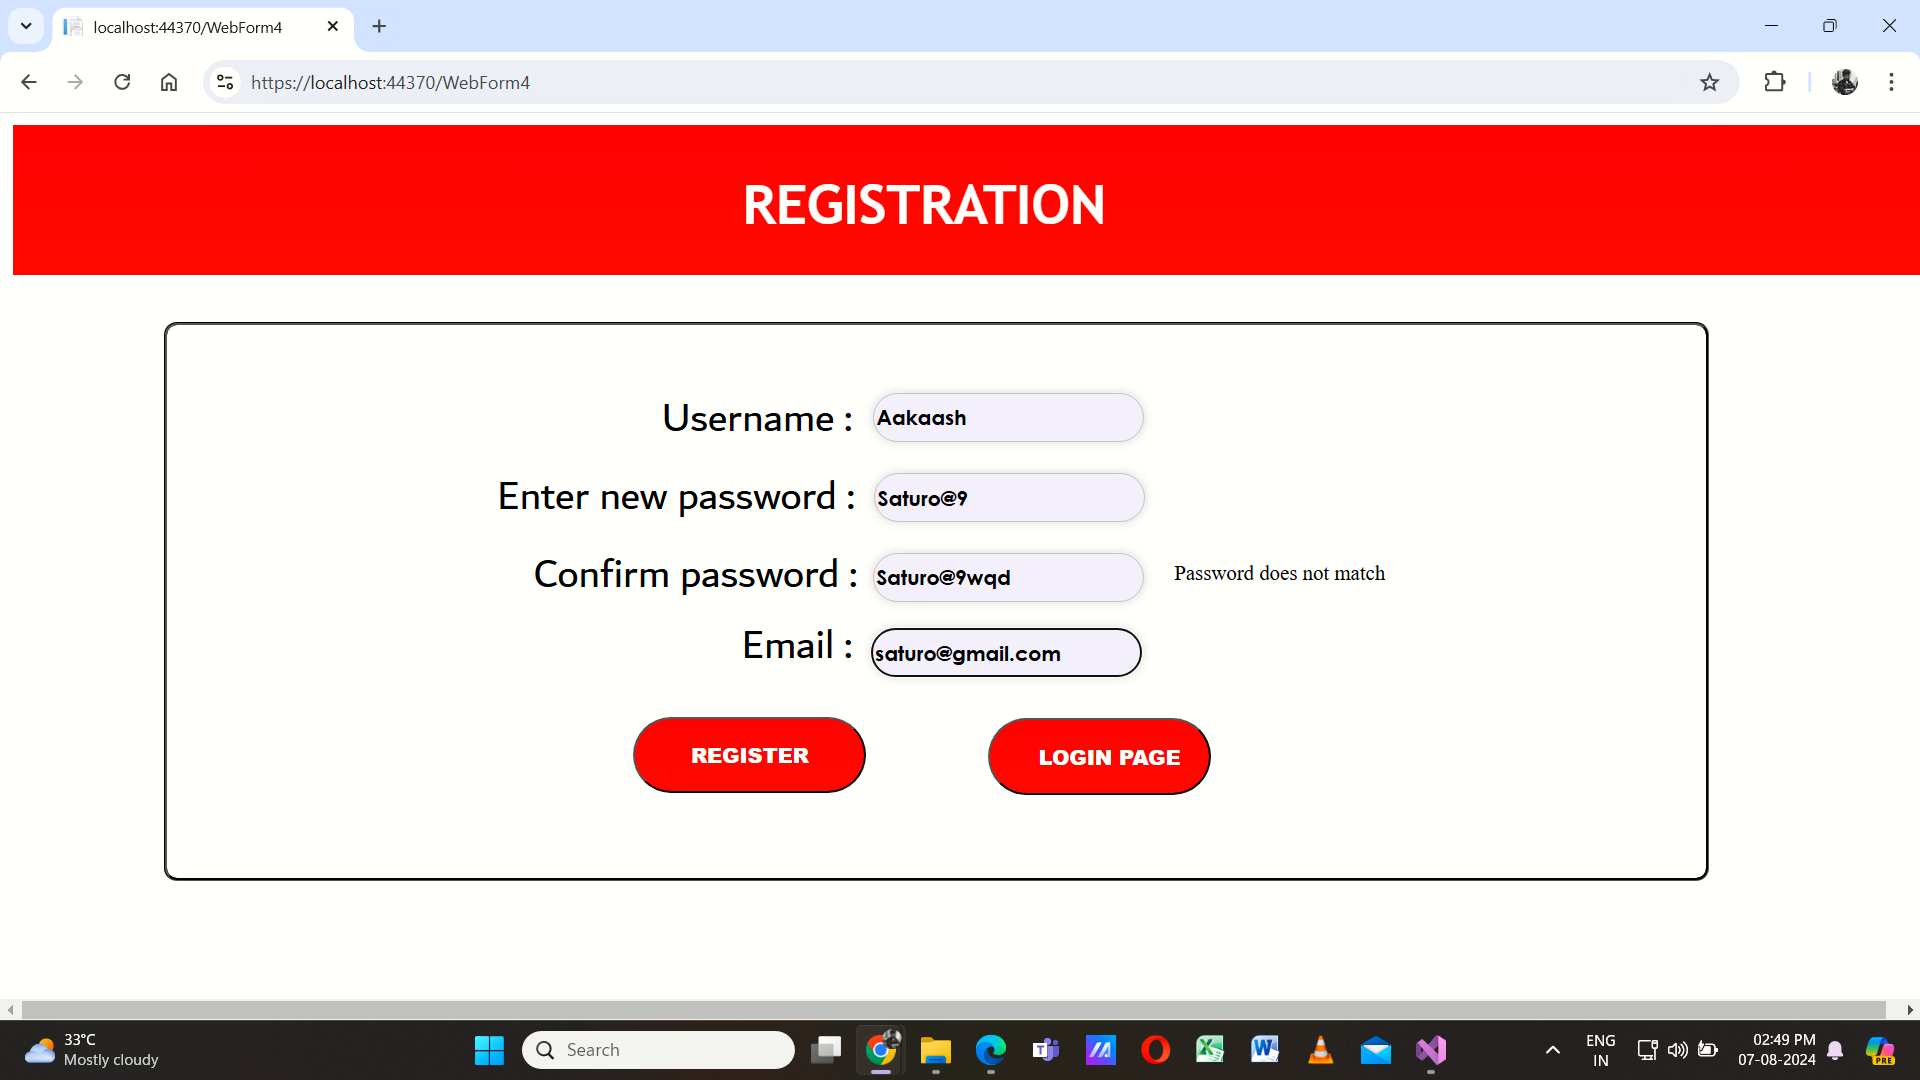 localhost:44370/WebForm4
https://localhost:44370/WebForm4
REGISTRATION
Username : Aakaash
Enter new password : Saturo@9
Confirm password : Saturo@9wqd Password does not match
Email : saturo@gmail.com
REGISTER LOGIN PAGE
33°C
Mostly cloudy
Search
ENG
IN
02:49 PM
07-08-2024
PRE